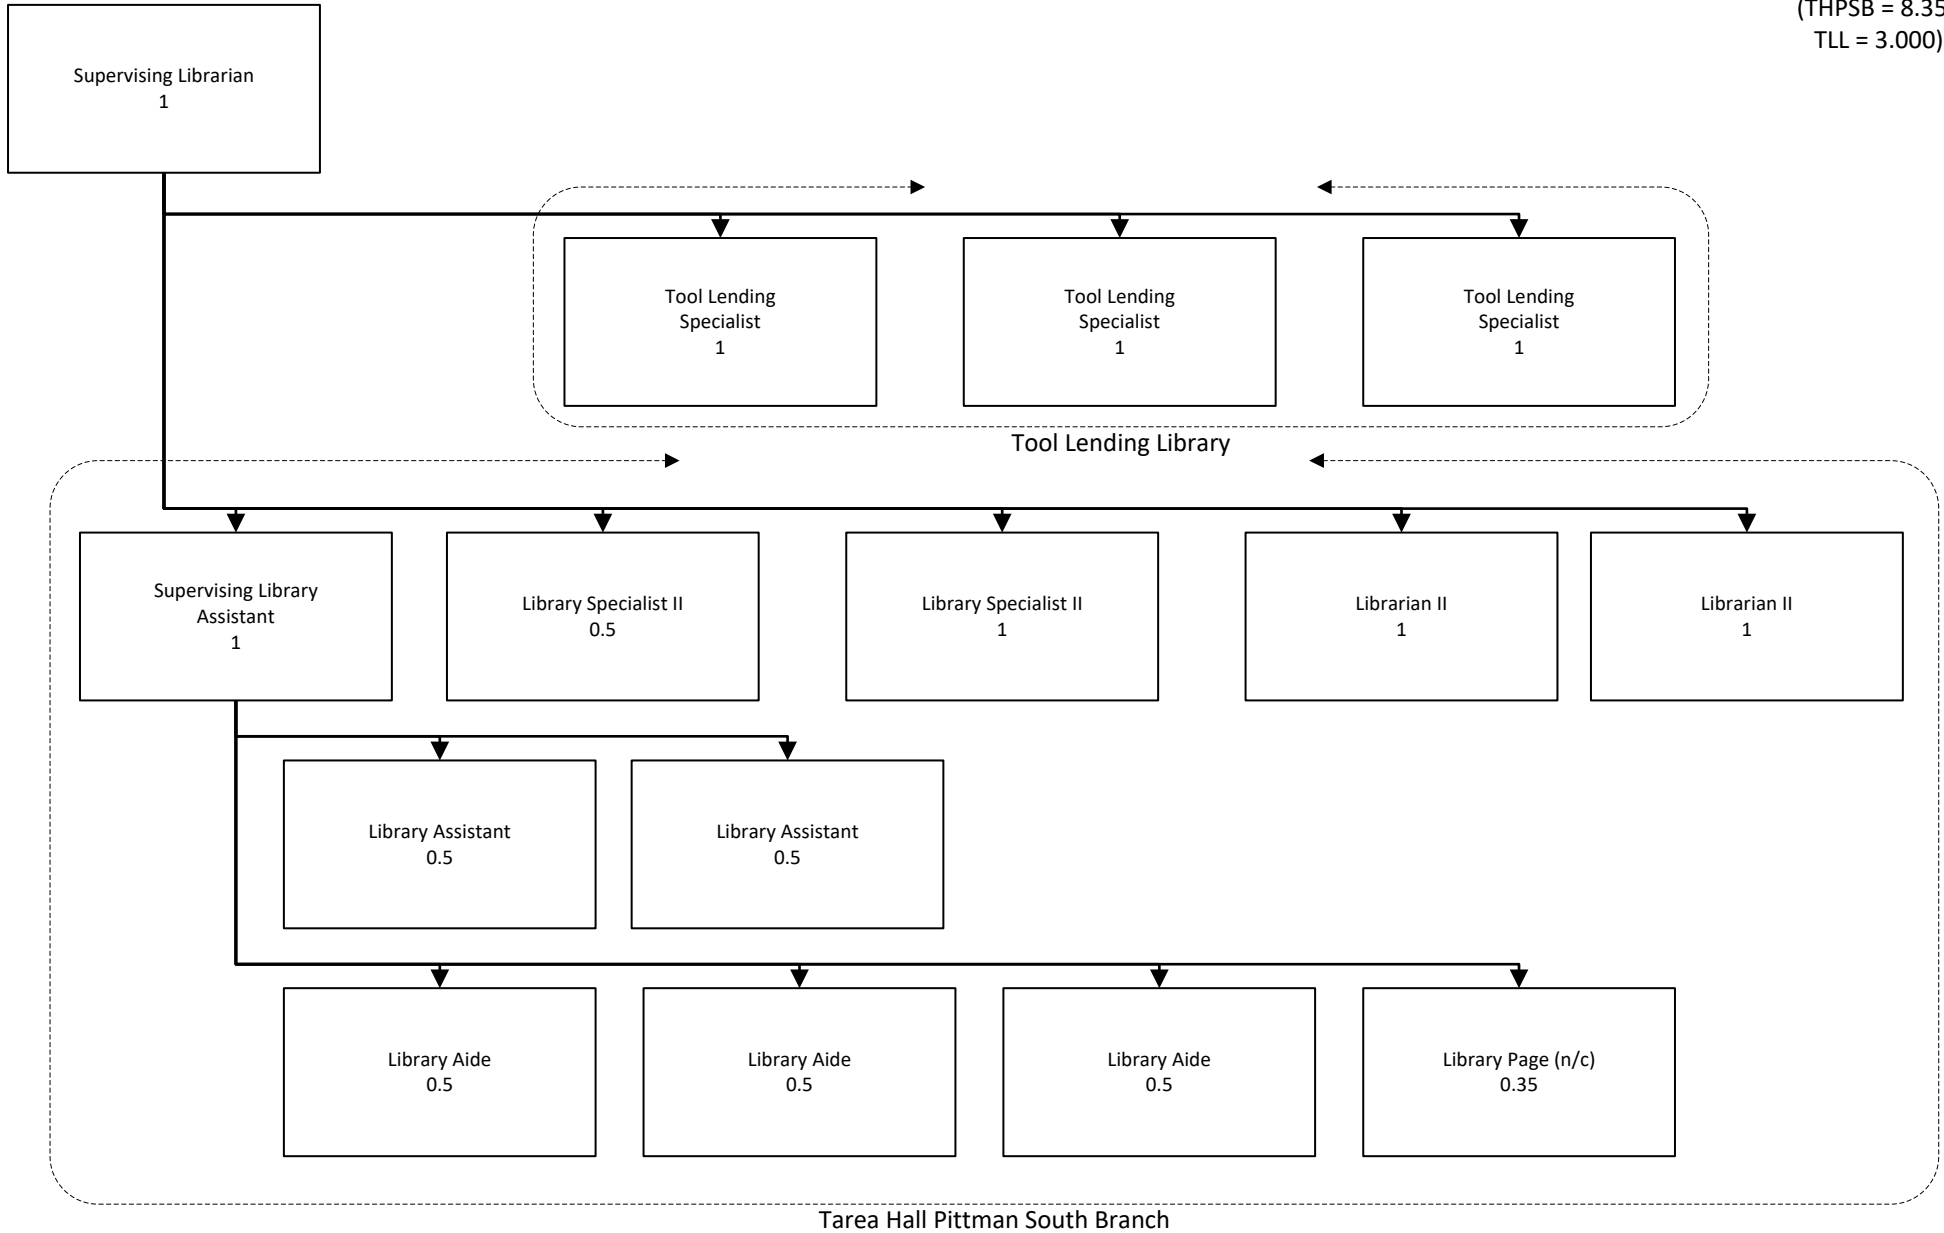 (THPSB = 8.35
TLL = 3.000)
Supervising Librarian
1
Tool Lending
Specialist
1
Tool Lending
Specialist
1
Tool Lending
Specialist
1
Tool Lending Library
Supervising Library
Assistant
1
Library Specialist II
0.5
Library Specialist II
1
Librarian II
1
Librarian II
1
Library Assistant
0.5
Library Assistant
0.5
Library Aide
0.5
Library Aide
0.5
Library Aide
0.5
Library Page (n/c)
0.35
Tarea Hall Pittman South Branch